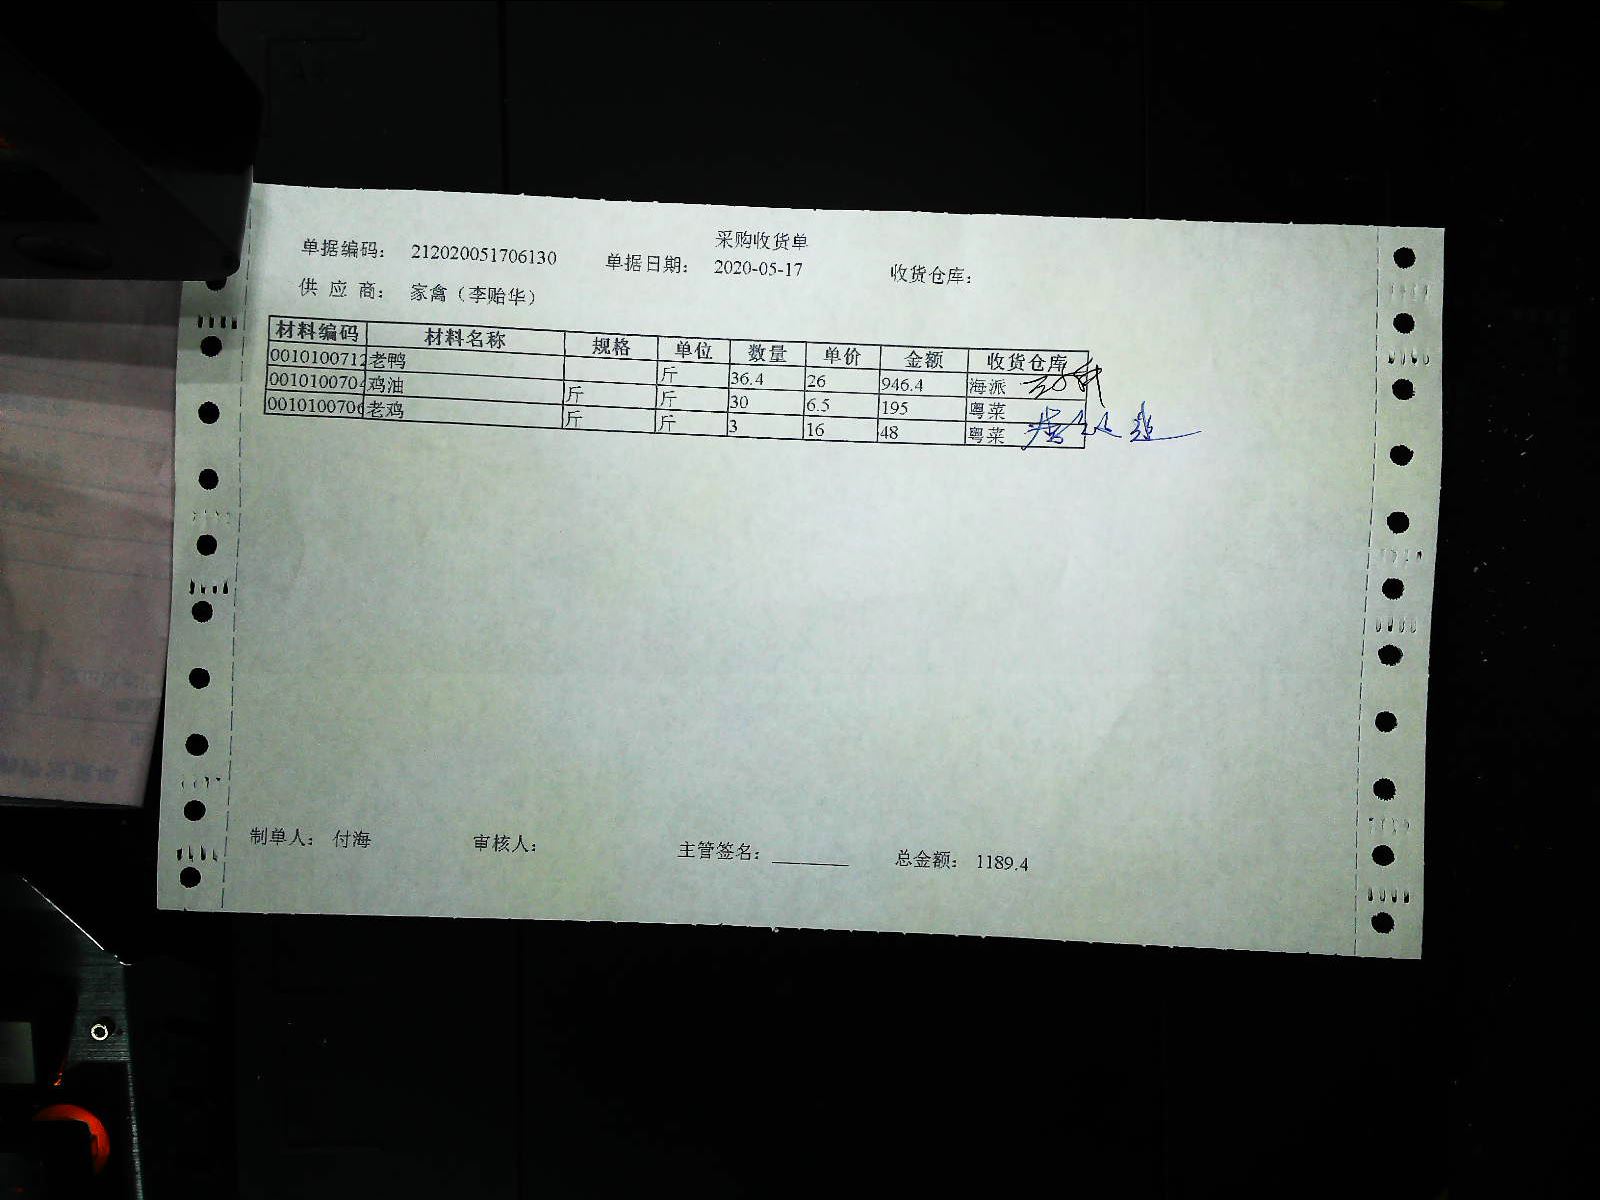 采购收货单
单据编码： 212020051706130 单据日期： 2020-05-17 收货仓库：
供 应 商： 家禽（李贻华）
材料编码 材料名称 规格 单位 数量 单价 金额 收货仓库
0010100712 老鸭 斤 36.4 26 946.4 海派
0010100704 鸡油 斤 斤 30 6.5 195 粤菜
0010100706 老鸡 斤 斤 3 16 48 粤菜
制单人： 付海 审核人： 主管签名： ________ 总金额： 1189.4